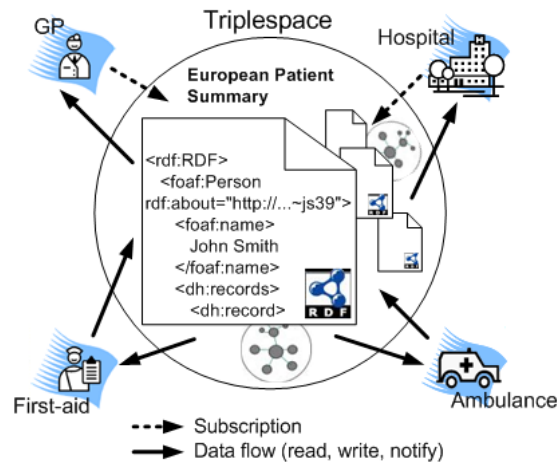 Triplespace
GP
Hospital
European Patient
Summary
<rdf:RDF>
<foaf:Person
rdf:about="http://...~js39">
<foaf:name>
John Smith
</foaf:name>
<dh:records>
<dh:record>
RDF
RDF
RDF
First-aid
Ambulance
Subscription
Data flow (read, write, notify)